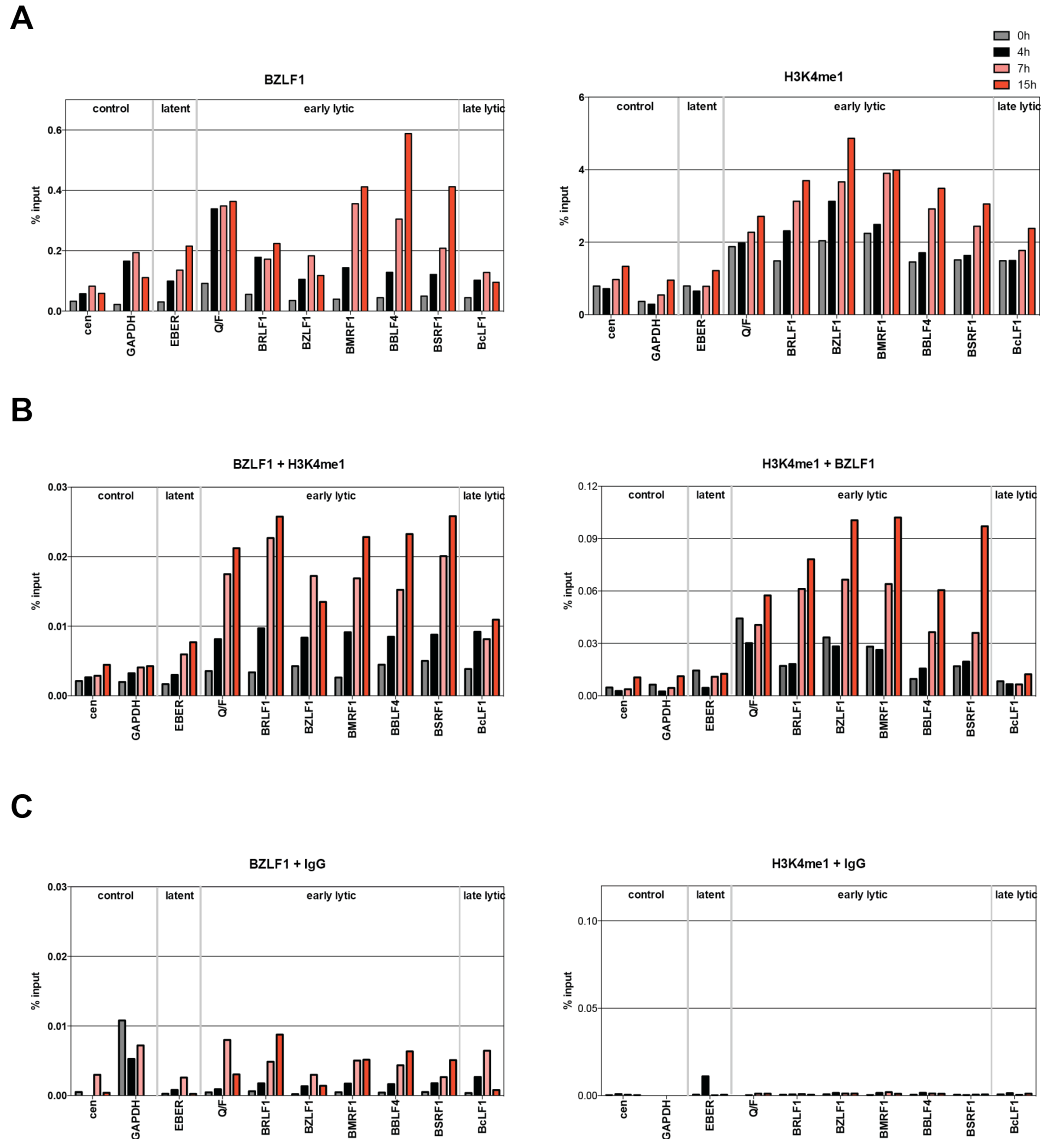 A
0h
4h
7h
15h
BZLF1
control
latent
early lytic
late lytic
% input
0.6
0.4
0.2
0.0
cen
GAPDH
EBER
Q/F
BRLF1
BZLF1
BMRF1
BBLF4
BSRF1
BcLF1
H3K4me1
control
latent
early lytic
late lytic
% input
6
4
2
0
cen
GAPDH
EBER
Q/F
BRLF1
BZLF1
BMRF1
BBLF4
BSRF1
BcLF1
B
BZLF1 + H3K4me1
control
latent
early lytic
late lytic
% input
0.03
0.02
0.01
0.00
cen
GAPDH
EBER
Q/F
BRLF1
BZLF1
BMRF1
BBLF4
BSRF1
BcLF1
H3K4me1 + BZLF1
control
latent
early lytic
late lytic
% input
0.12
0.09
0.06
0.03
0.00
cen
GAPDH
EBER
Q/F
BRLF1
BZLF1
BMRF1
BBLF4
BSRF1
BcLF1
C
BZLF1 + IgG
control
latent
early lytic
late lytic
% input
0.03
0.02
0.01
0.00
cen
GAPDH
EBER
Q/F
BRLF1
BZLF1
BMRF1
BBLF4
BSRF1
BcLF1
H3K4me1 + IgG
control
latent
early lytic
late lytic
% input
0.10
0.05
0.00
cen
GAPDH
EBER
Q/F
BRLF1
BZLF1
BMRF1
BBLF4
BSRF1
BcLF1